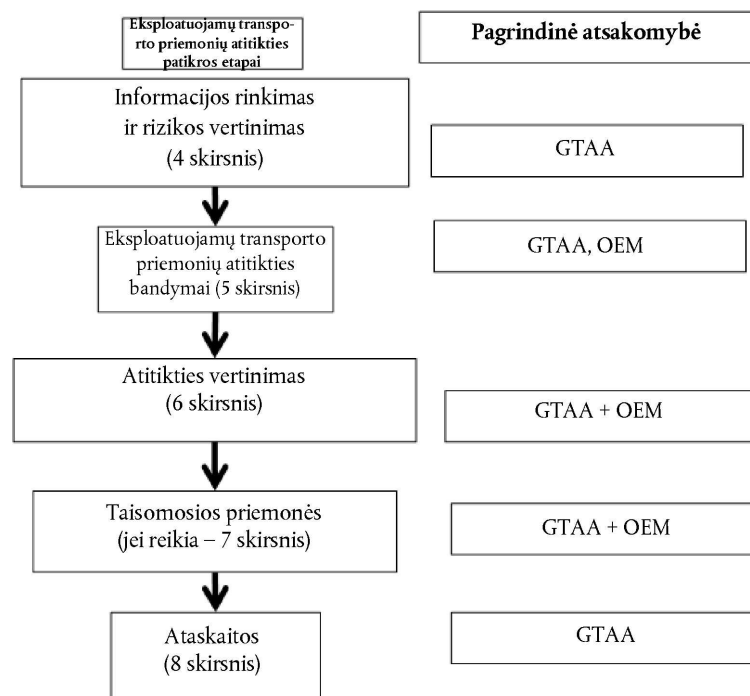 Eksploatuojamų transpo-
rto priemonių atitikties
patikros etapai
Pagrindinė atsakomybė
Informacijos rinkimas
ir rizikos vertinimas
(4 skirsnis)
GTAA
Eksploatuojamų transporto
priemonių atitikties
bandymai (5 skirsnis)
GTAA, OEM
Atitikties vertinimas
(6 skirsnis)
GTAA + OEM
Taisomosios priemonės
(jei reikia – 7 skirsnis)
GTAA + OEM
Ataskaitos
(8 skirsnis)
GTAA